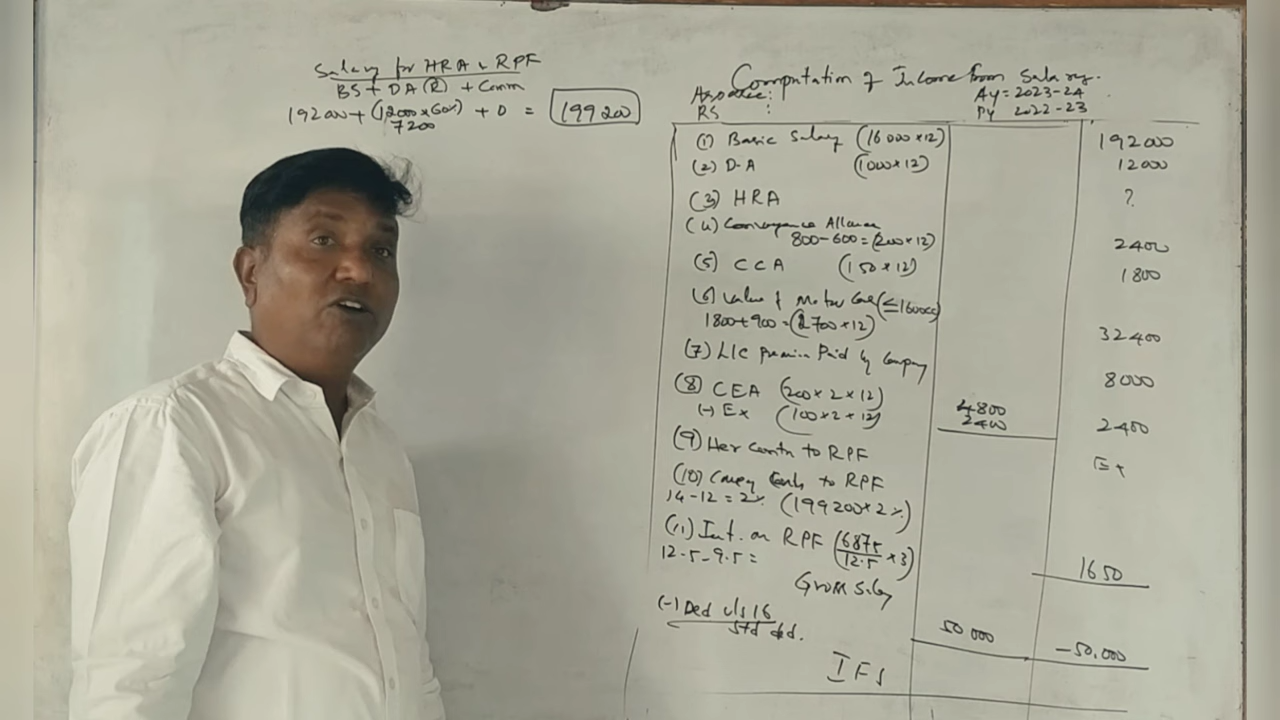 Salary for HRA & RPF
BS + DA (R) + Comm
192000 + (12000 × 60%) + 0 = 199200
7200
Computation of Income from Salary.
Assessee :
AY = 2023-24
RS :
PY 2022-23
(1) Basic Salary (16000 × 12) 192000
(2) D.A (1000 × 12) 12000
(3) HRA ?
(4) Conveyance Allowance
800 - 600 = (200 × 12) 2400
(5) CCA (150 × 12) 1800
(6) Value of Motor Car (≤1600cc)
1800 + 900 = (2700 × 12) 32400
(7) LIC Premium Paid by Company 8000
(8) CEA (200 × 2 × 12) 4800
(-) Ex (100 × 2 × 12) 2400 2400
(9) Her Contn to RPF Ex
(10) Compy Contn to RPF
14 - 12 = 2% (199200 × 2%)
(11) Int. on RPF (6875/12.5 × 3)
12.5 - 9.5 = 1650
Gross Salary
(-) Ded u/s 16
Std ded. 50000 -50,000
IFS